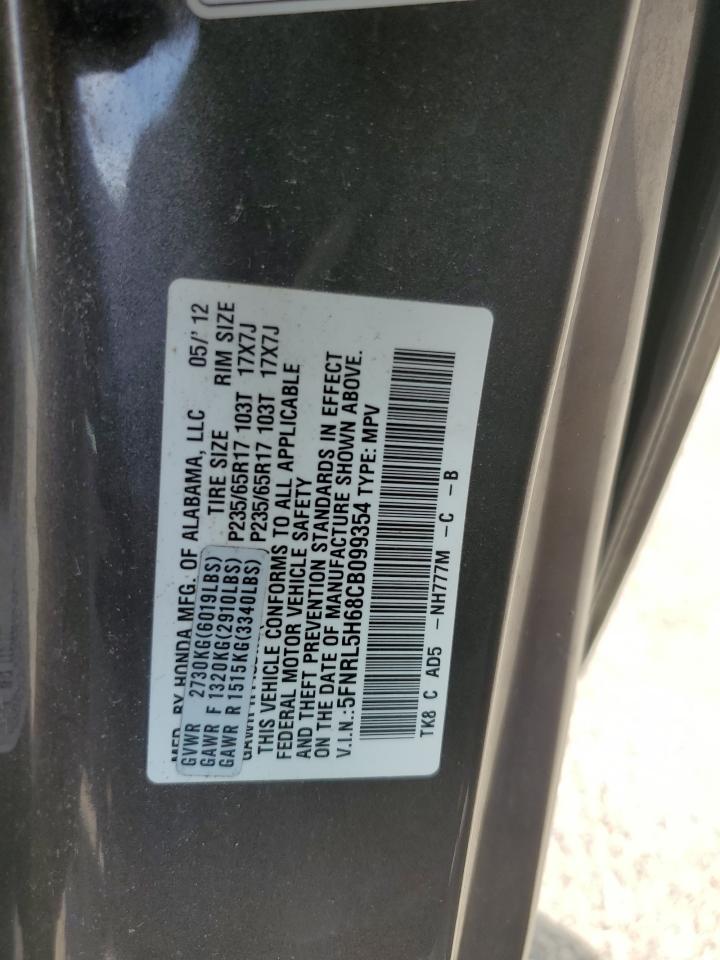 MFD. BY HONDA MFG. OF ALABAMA, LLC 05/'12
GVWR 2730KG(6019LBS) TIRE SIZE RIM SIZE
GAWR F 1320KG(2910LBS) P235/65R17 103T 17X7J
GAWR R 1515KG(3340LBS) P235/65R17 103T 17X7J
THIS VEHICLE CONFORMS TO ALL APPLICABLE
FEDERAL MOTOR VEHICLE SAFETY
AND THEFT PREVENTION STANDARDS IN EFFECT
ON THE DATE OF MANUFACTURE SHOWN ABOVE.
V.I.N.:5FNRL5H68CB099354 TYPE: MPV
TK8 C AD5 -NH777M -C -B